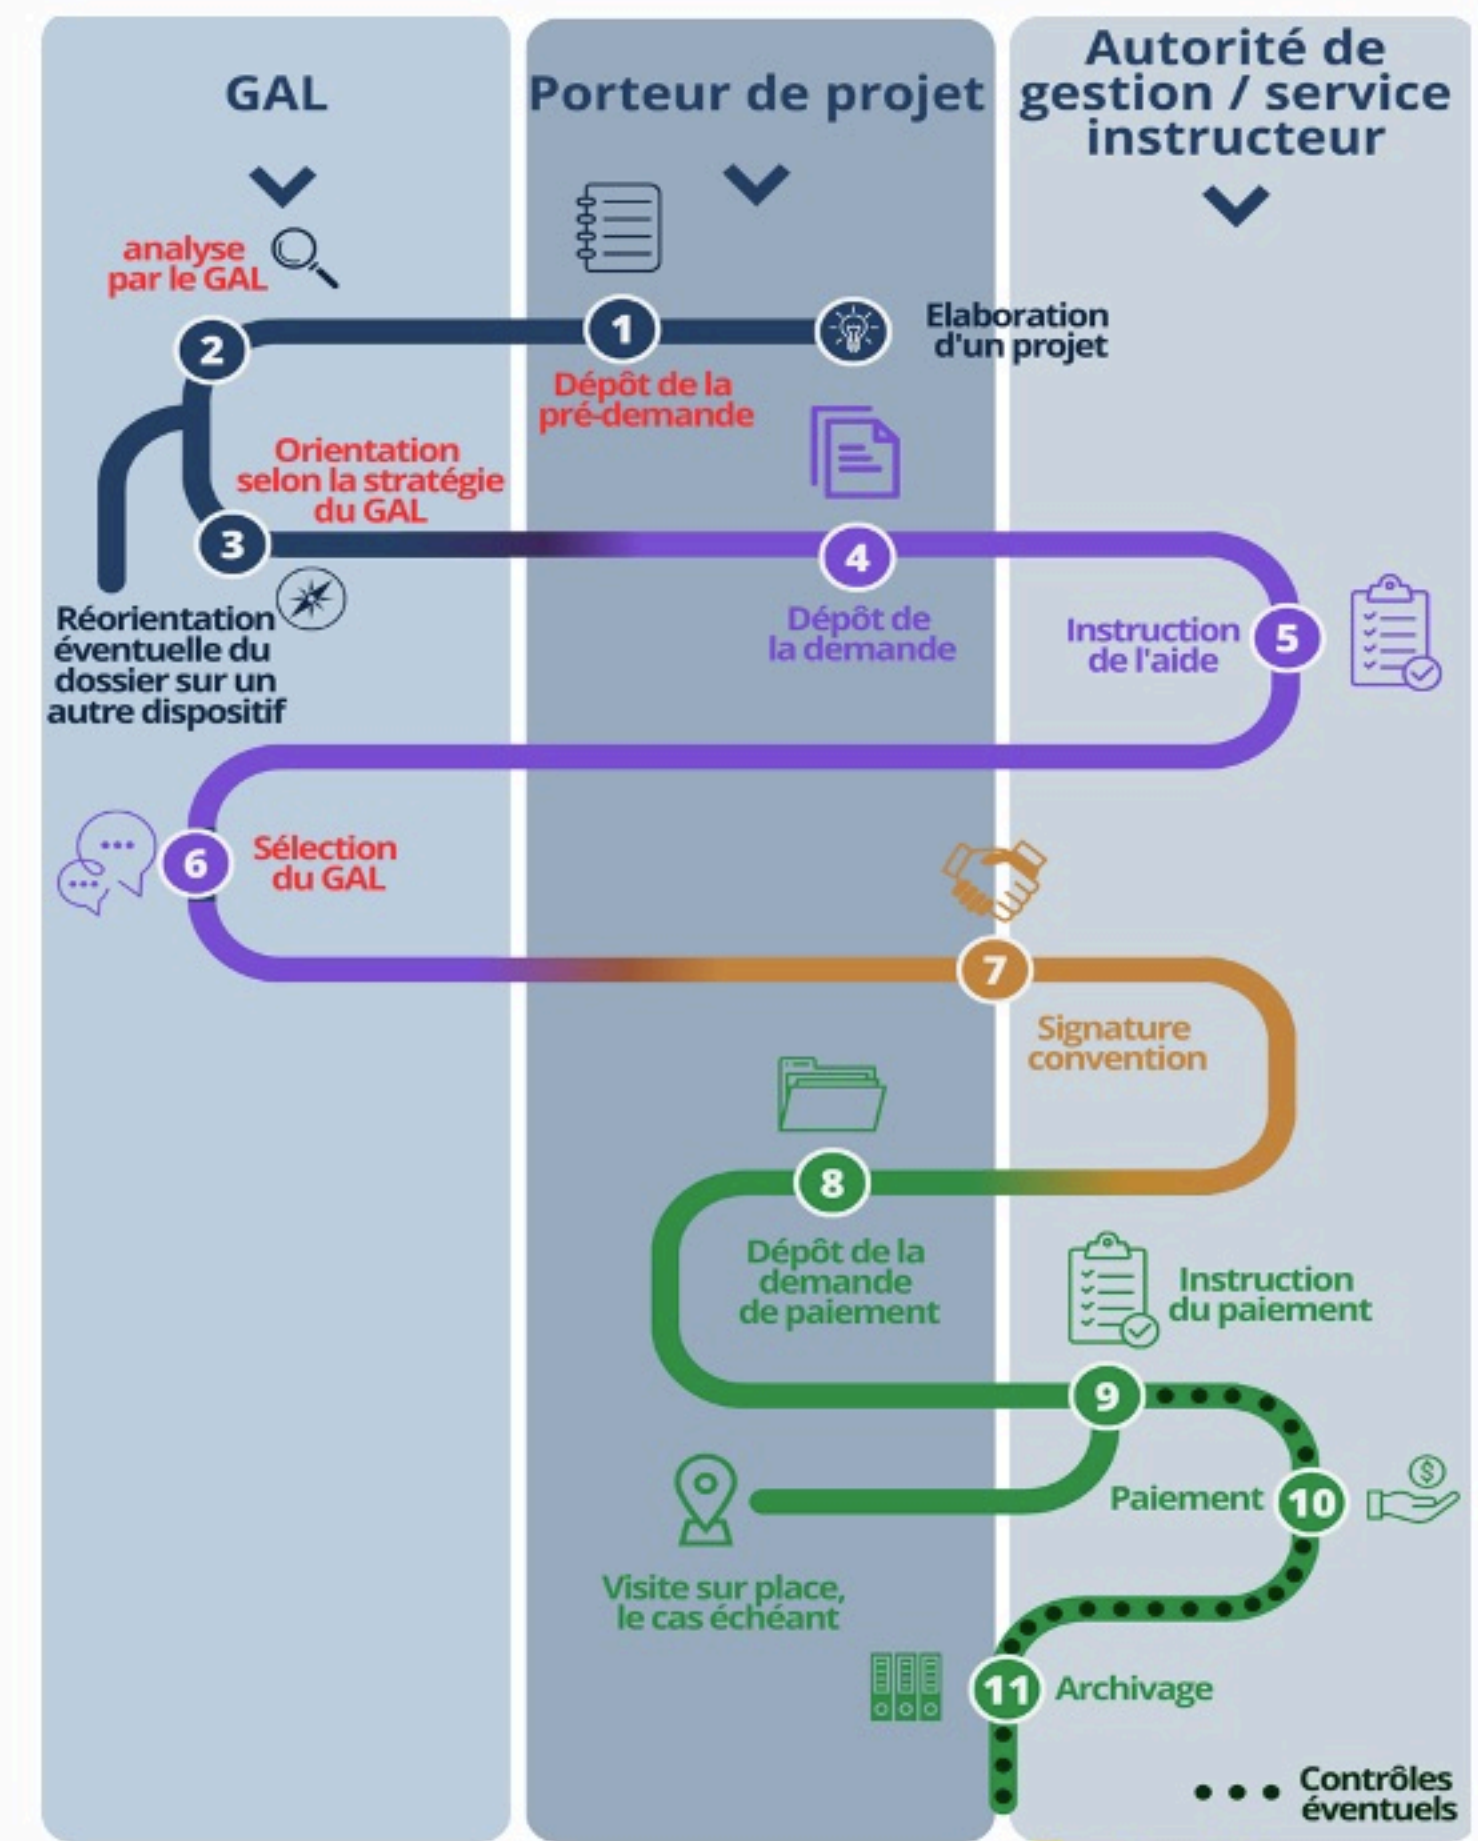 GAL
Porteur de projet
Autorité de
gestion / service
instructeur
analyse
par le GAL
2
1
Elaboration
d'un projet
Dépôt de la
pré-demande
Orientation
selon la stratégie
du GAL
3
4
Réorientation
éventuelle du
dossier sur un
autre dispositif
Dépôt de
la demande
Instruction
de l'aide
5
6
Sélection
du GAL
7
Signature
convention
8
Dépôt de la
demande
de paiement
Instruction
du paiement
9
Paiement
10
$
Visite sur place,
le cas échéant
11
Archivage
Contrôles
éventuels